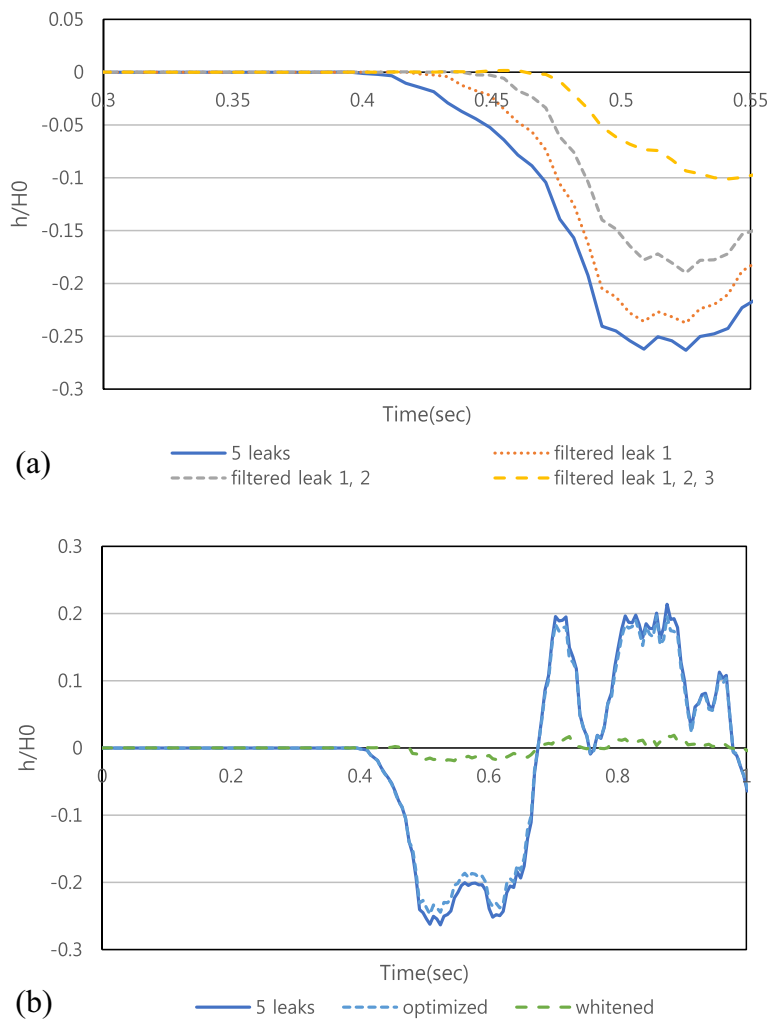 0.05
0
0.3 0.35 0.4 0.45 0.5 0.55
-0.05
-0.1
-0.15
-0.2
-0.25
-0.3
h/H0
Time(sec)
(a)
5 leaks filtered leak 1
filtered leak 1, 2 filtered leak 1, 2, 3
0.3
0.2
0.1
0
0 0.2 0.4 0.6 0.8 1
-0.1
-0.2
-0.3
h/H0
Time(sec)
(b)
5 leaks optimized whitened